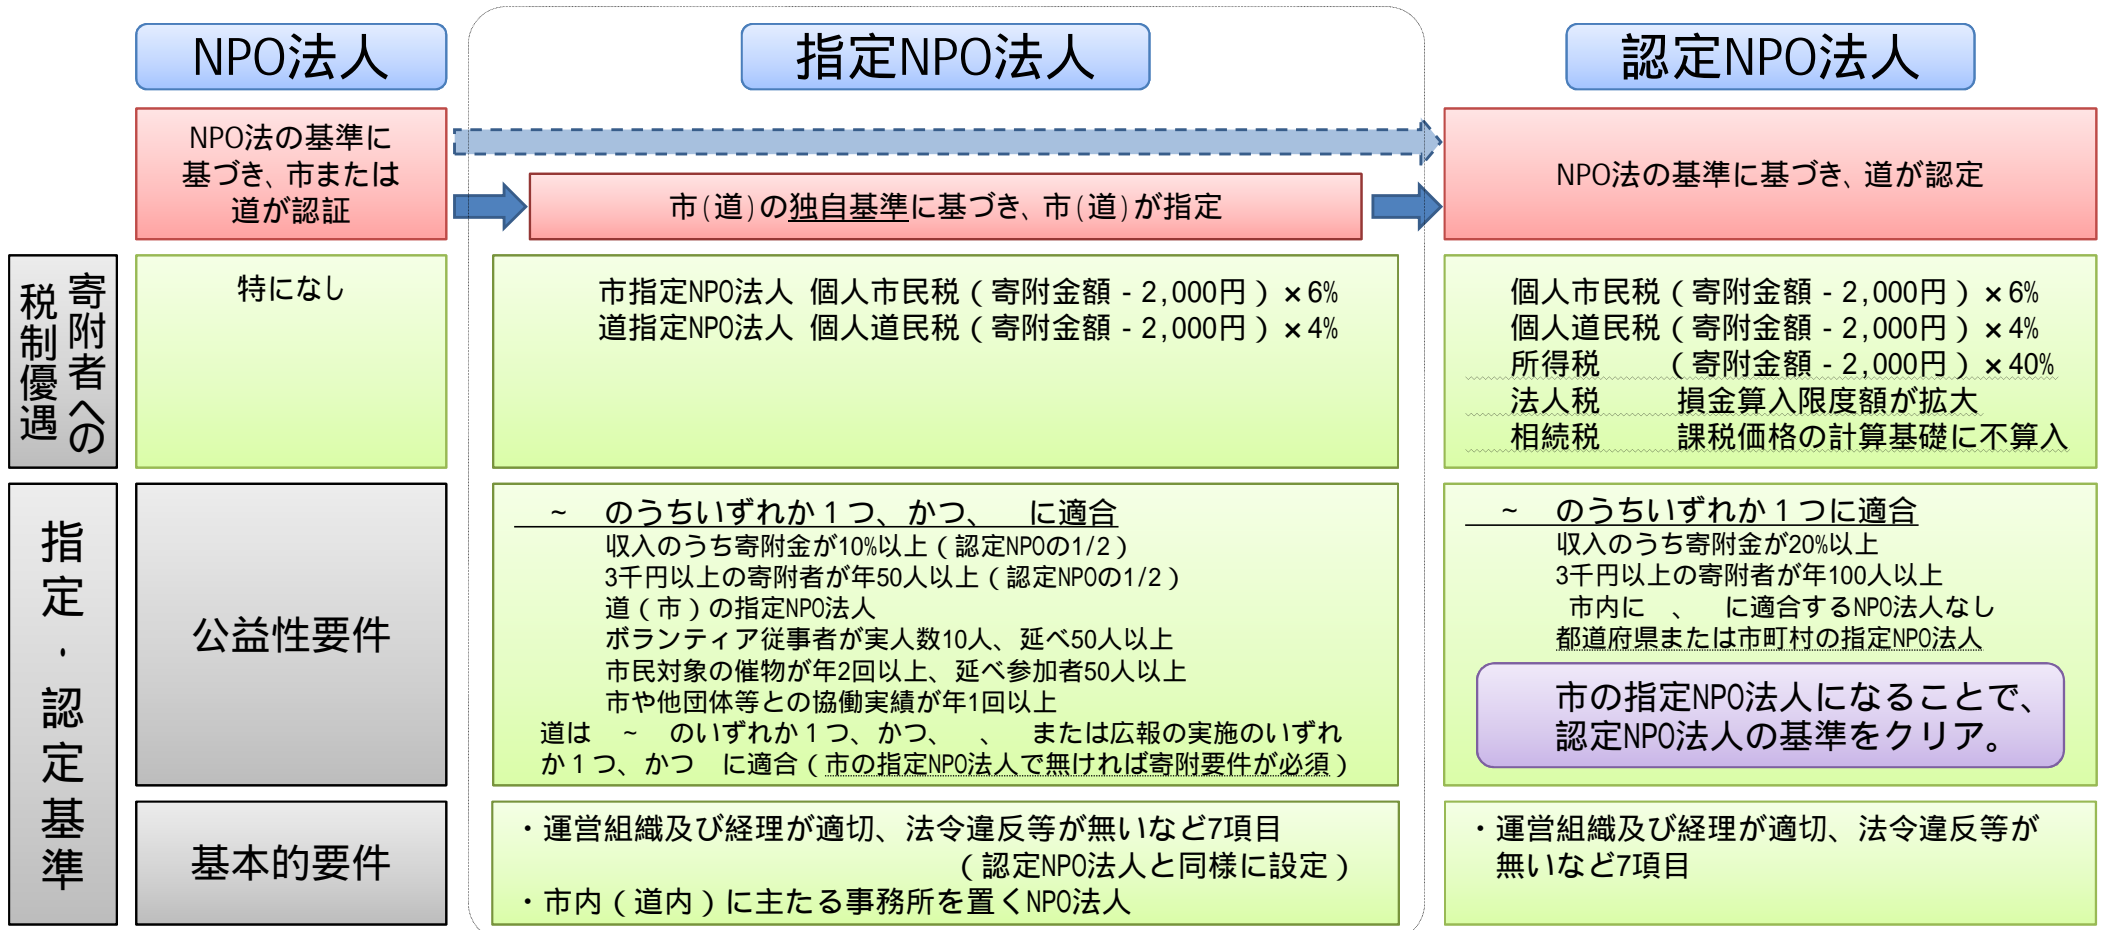 NPO法人
指定NPO法人
認定NPO法人
NPO法の基準に
基づき、市または
道が認証
市(道)の独自基準に基づき、市(道)が指定
NPO法の基準に基づき、道が認定
寄附者への
税制優遇
特になし
市指定NPO法人 個人市民税(寄附金額-2,000円)×6%
道指定NPO法人 個人道民税(寄附金額-2,000円)×4%
個人市民税(寄附金額-2,000円)×6%
個人道民税(寄附金額-2,000円)×4%
所得税 (寄附金額-2,000円)×40%
法人税 損金算入限度額が拡大
相続税 課税価格の計算基礎に不算入
指定・認定基準
公益性要件
~ のうちいずれか1つ、かつ、 に適合
収入のうち寄附金が10%以上(認定NPOの1/2)
3千円以上の寄附者が年50人以上(認定NPOの1/2)
道(市)の指定NPO法人
ボランティア従事者が実人数10人、延べ50人以上
市民対象の催物が年2回以上、延べ参加者50人以上
市や他団体等との協働実績が年1回以上
道は ~ のいずれか1つ、かつ、 、 または広報の実施のいずれ
か1つ、かつ に適合(市の指定NPO法人で無ければ寄附要件が必須)
~ のうちいずれか1つに適合
収入のうち寄附金が20%以上
3千円以上の寄附者が年100人以上
市内に 、 に適合するNPO法人なし
都道府県または市町村の指定NPO法人
市の指定NPO法人になることで、
認定NPO法人の基準をクリア。
基本的要件
・運営組織及び経理が適切、法令違反等が無いなど7項目
(認定NPO法人と同様に設定)
・市内(道内)に主たる事務所を置くNPO法人
・運営組織及び経理が適切、法令違反等が
無いなど7項目